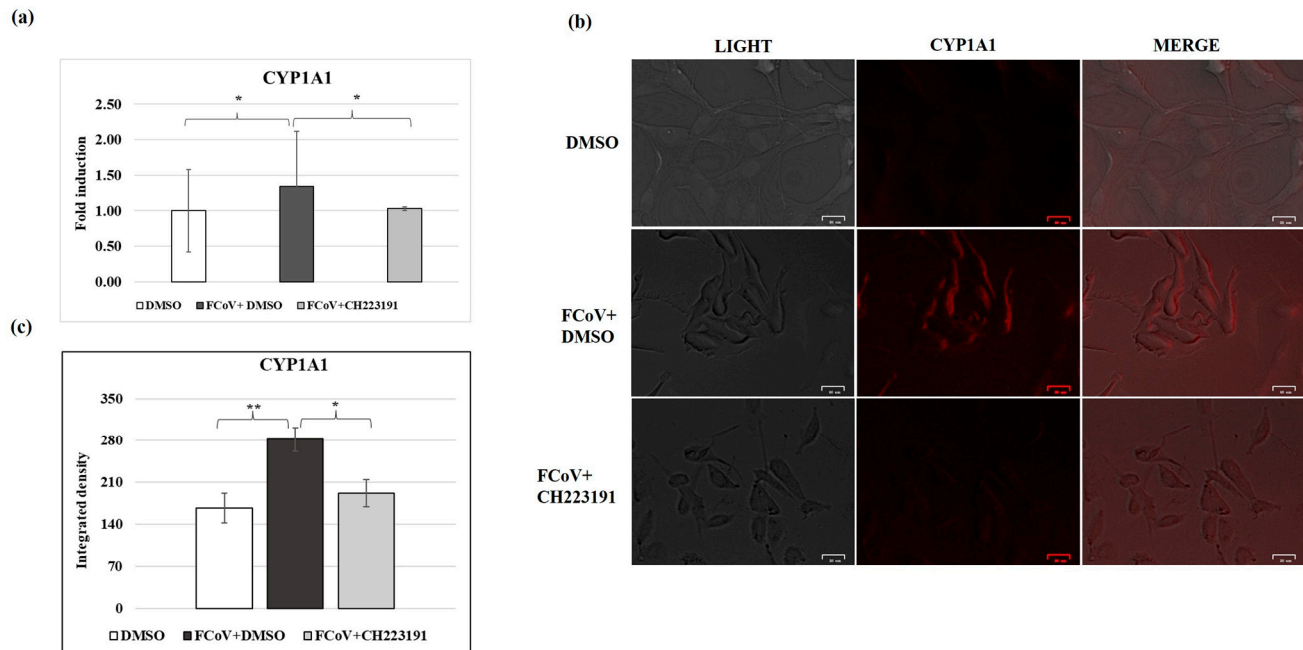 (a)
CYP1A1
*
*
Fold induction
2.50
2.00
1.50
1.00
0.50
0.00
DMSO FCoV+DMSO FCoV+CH223191
(c)
CYP1A1
**
*
Integrated density
350
280
210
140
70
0
DMSO FCoV+DMSO FCoV+CH223191
(b)
LIGHT CYP1A1 MERGE
DMSO
FCoV+
DMSO
FCoV+
CH223191